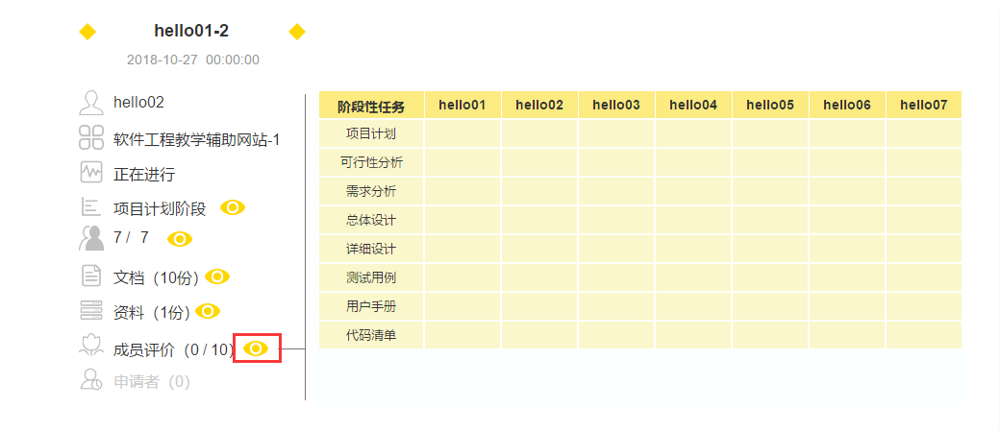 hello01-2
2018-10-27 00:00:00
hello02
软件工程教学辅助网站-1
正在进行
项目计划阶段
7 / 7
文档（10份）
资料（1份）
成员评价（0 / 10）
申请者（0）
阶段性任务 hello01 hello02 hello03 hello04 hello05 hello06 hello07
项目计划
可行性分析
需求分析
总体设计
详细设计
测试用例
用户手册
代码清单